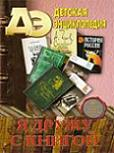 ДЭ
ДЕТСКАЯ
ЭНЦИКЛОПЕДИЯ
ИСТОРИЯ
РОССИИ
Я ДРУЖУ
С КНИГОЙ